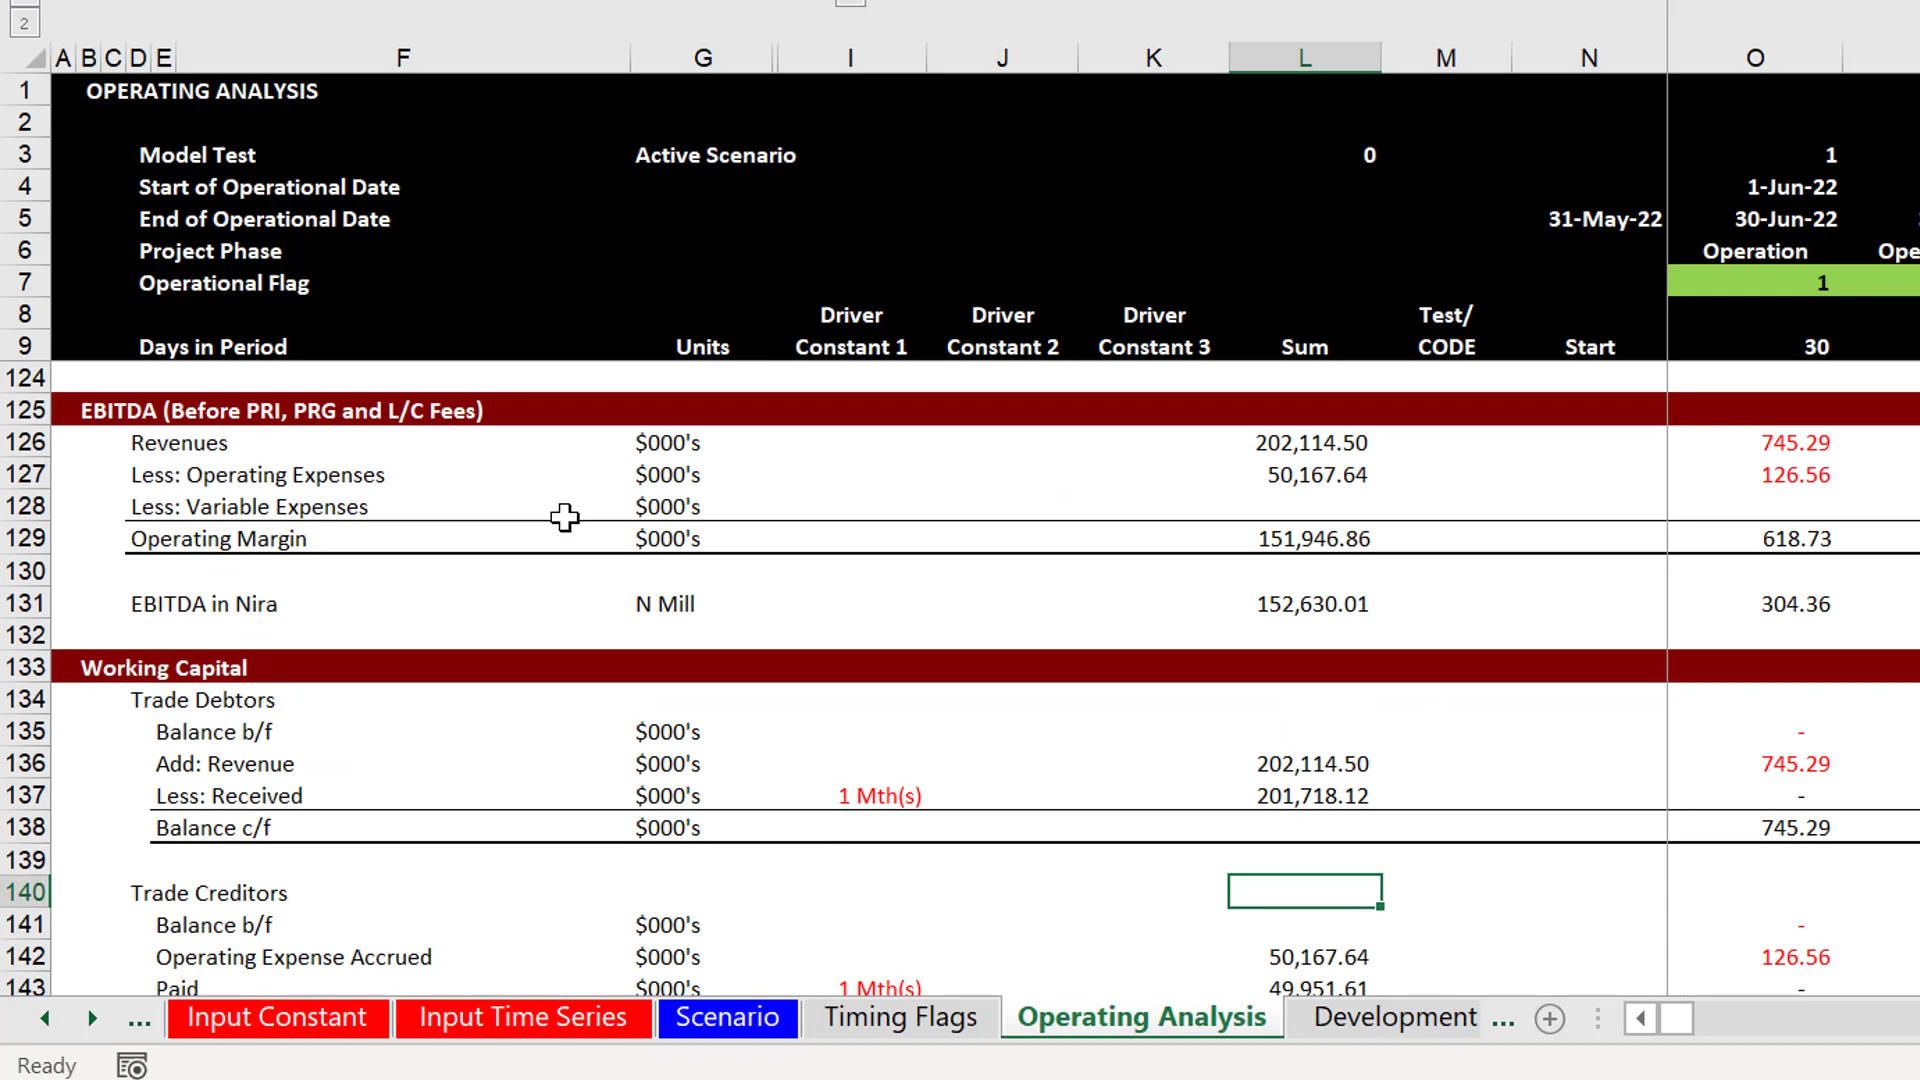 2
A B C D E F G I J K L M N O
1 OPERATING ANALYSIS
2
3 Model Test Active Scenario 0 1
4 Start of Operational Date 1-Jun-22
5 End of Operational Date 31-May-22 30-Jun-22
6 Project Phase Operation Ope
7 Operational Flag 1
8 Driver Driver Driver Test/
9 Days in Period Units Constant 1 Constant 2 Constant 3 Sum CODE Start 30
124
125 EBITDA (Before PRI, PRG and L/C Fees)
126 Revenues $000's 202,114.50 745.29
127 Less: Operating Expenses $000's 50,167.64 126.56
128 Less: Variable Expenses $000's
129 Operating Margin $000's 151,946.86 618.73
130
131 EBITDA in Nira N Mill 152,630.01 304.36
132
133 Working Capital
134 Trade Debtors
135 Balance b/f $000's -
136 Add: Revenue $000's 202,114.50 745.29
137 Less: Received $000's 1 Mth(s) 201,718.12 -
138 Balance c/f $000's 745.29
139
140 Trade Creditors
141 Balance b/f $000's -
142 Operating Expense Accrued $000's 50,167.64 126.56
143 Paid $000's 1 Mth(s) 49,951.61 -
... Input Constant Input Time Series Scenario Timing Flags Operating Analysis Development ...
Ready